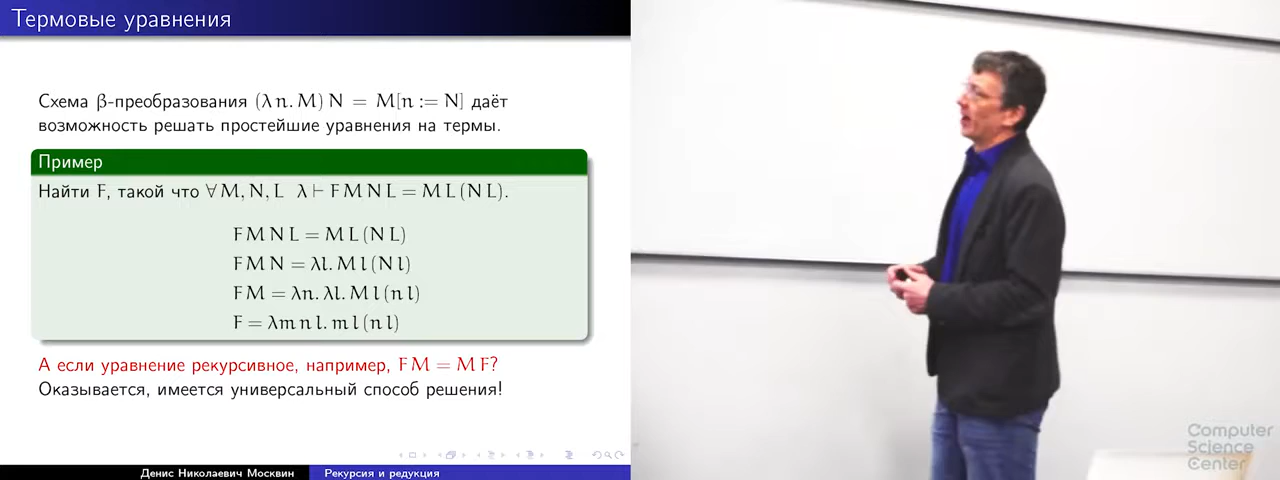 Термовые уравнения
Схема β-преобразования (λ n. M) N = M[n := N] даёт
возможность решать простейшие уравнения на термы.
Пример
Найти F, такой что ∀ M, N, L λ ⊢ F M N L = M L (N L).
F M N L = M L (N L)
F M N = λl. M l (N l)
F M = λn. λl. M l (n l)
F = λm n l. m l (n l)
А если уравнение рекурсивное, например, F M = M F?
Оказывается, имеется универсальный способ решения!
Денис Николаевич Москвин
Рекурсия и редукция
Computer
Science
Center